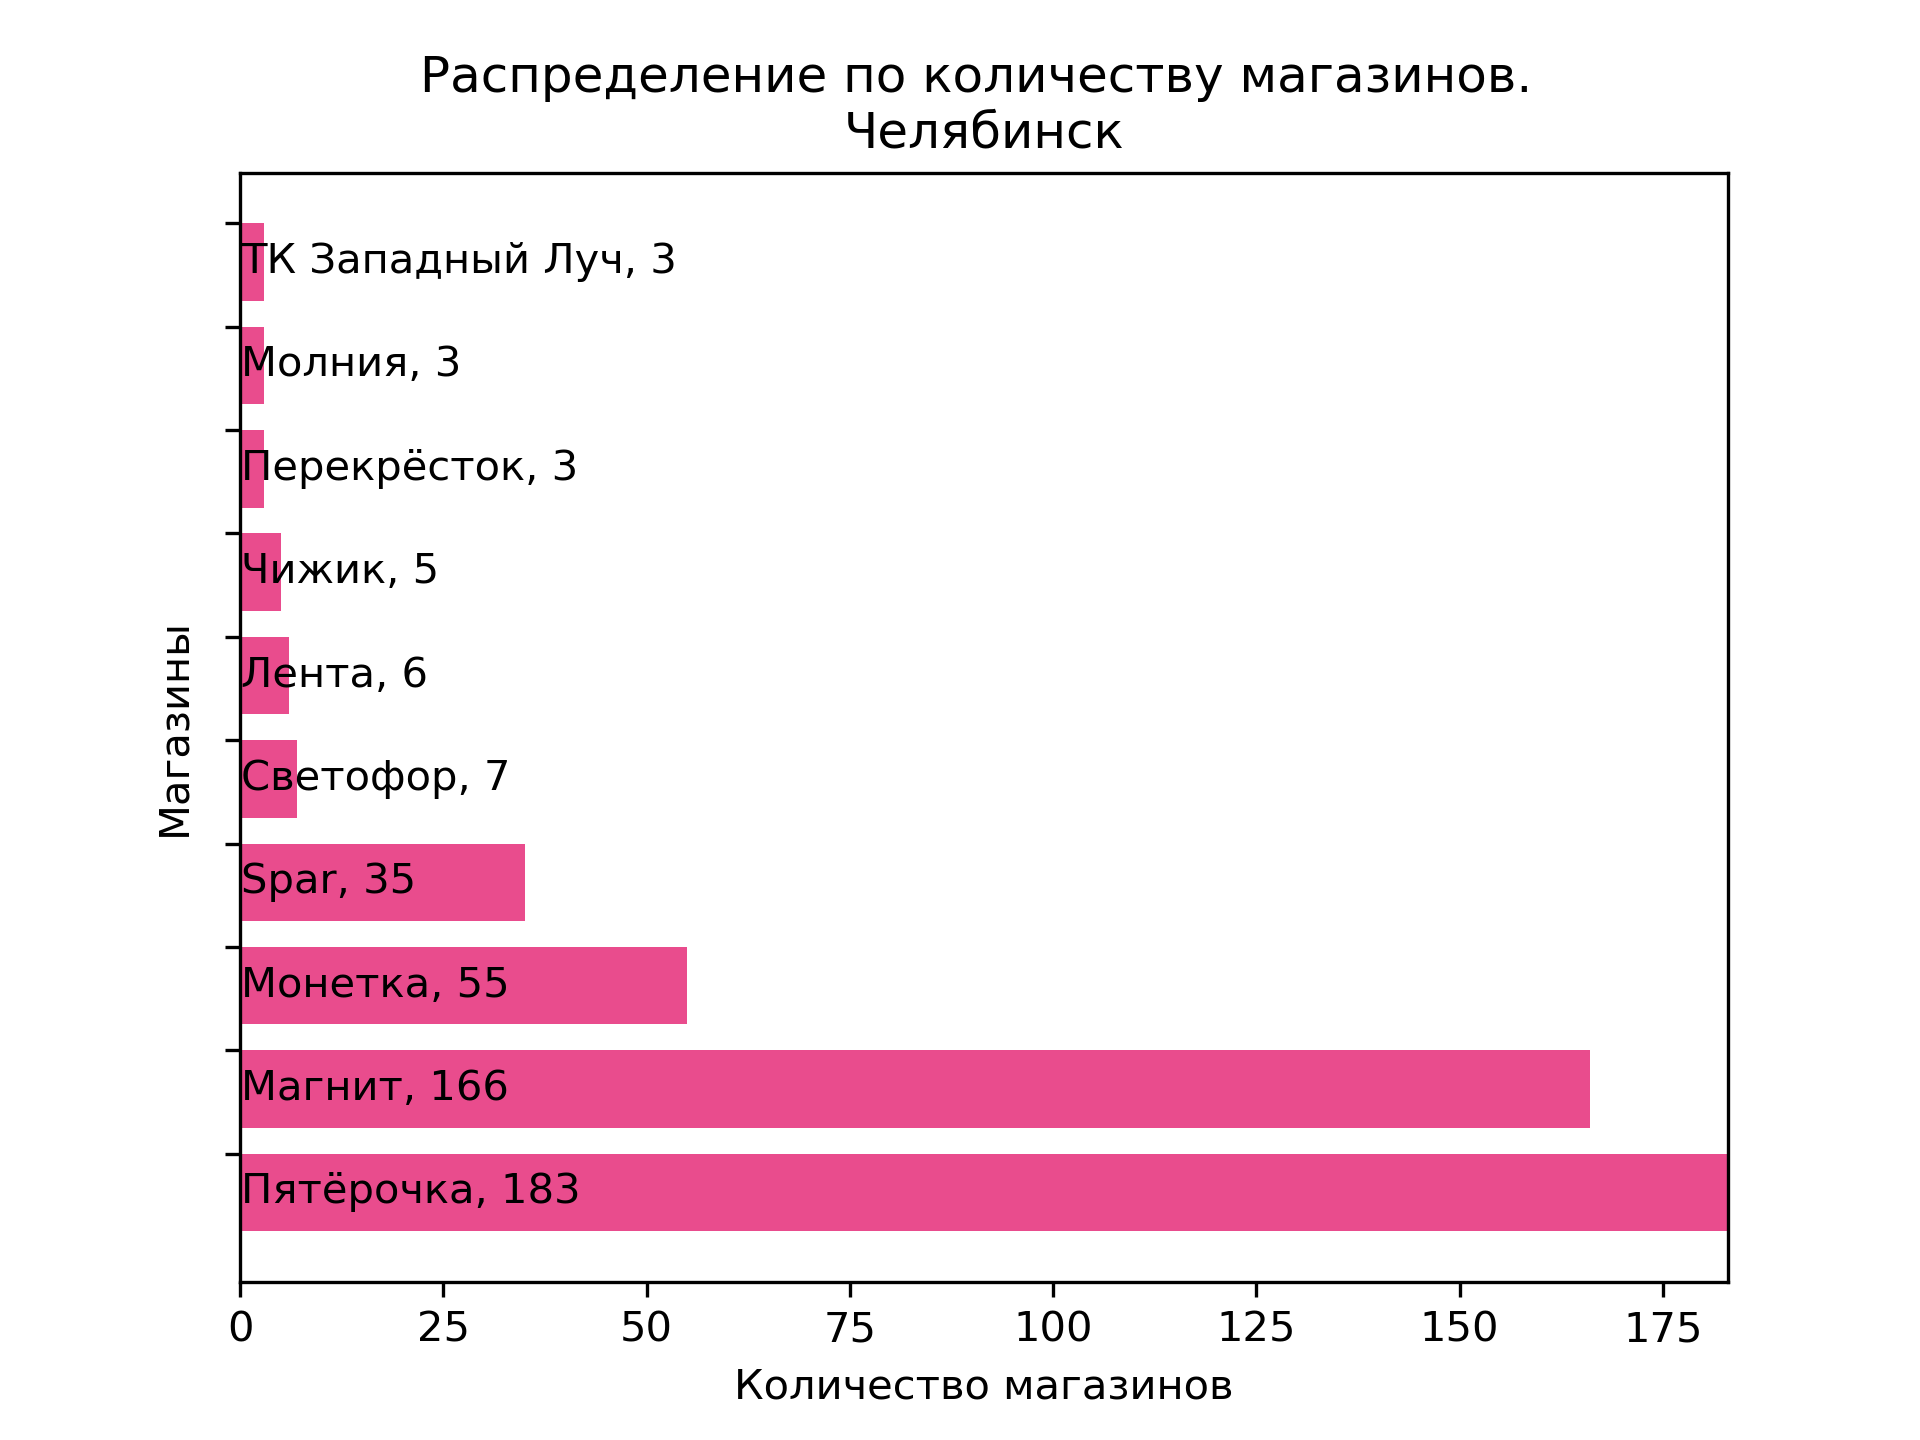 Распределение по количеству магазинов.
Челябинск
ТК Западный Луч, 3
Молния, 3
Перекрёсток, 3
Чижик, 5
Лента, 6
Светофор, 7
Spar, 35
Монетка, 55
Магнит, 166
Пятёрочка, 183
Магазины
0 25 50 75 100 125 150 175
Количество магазинов